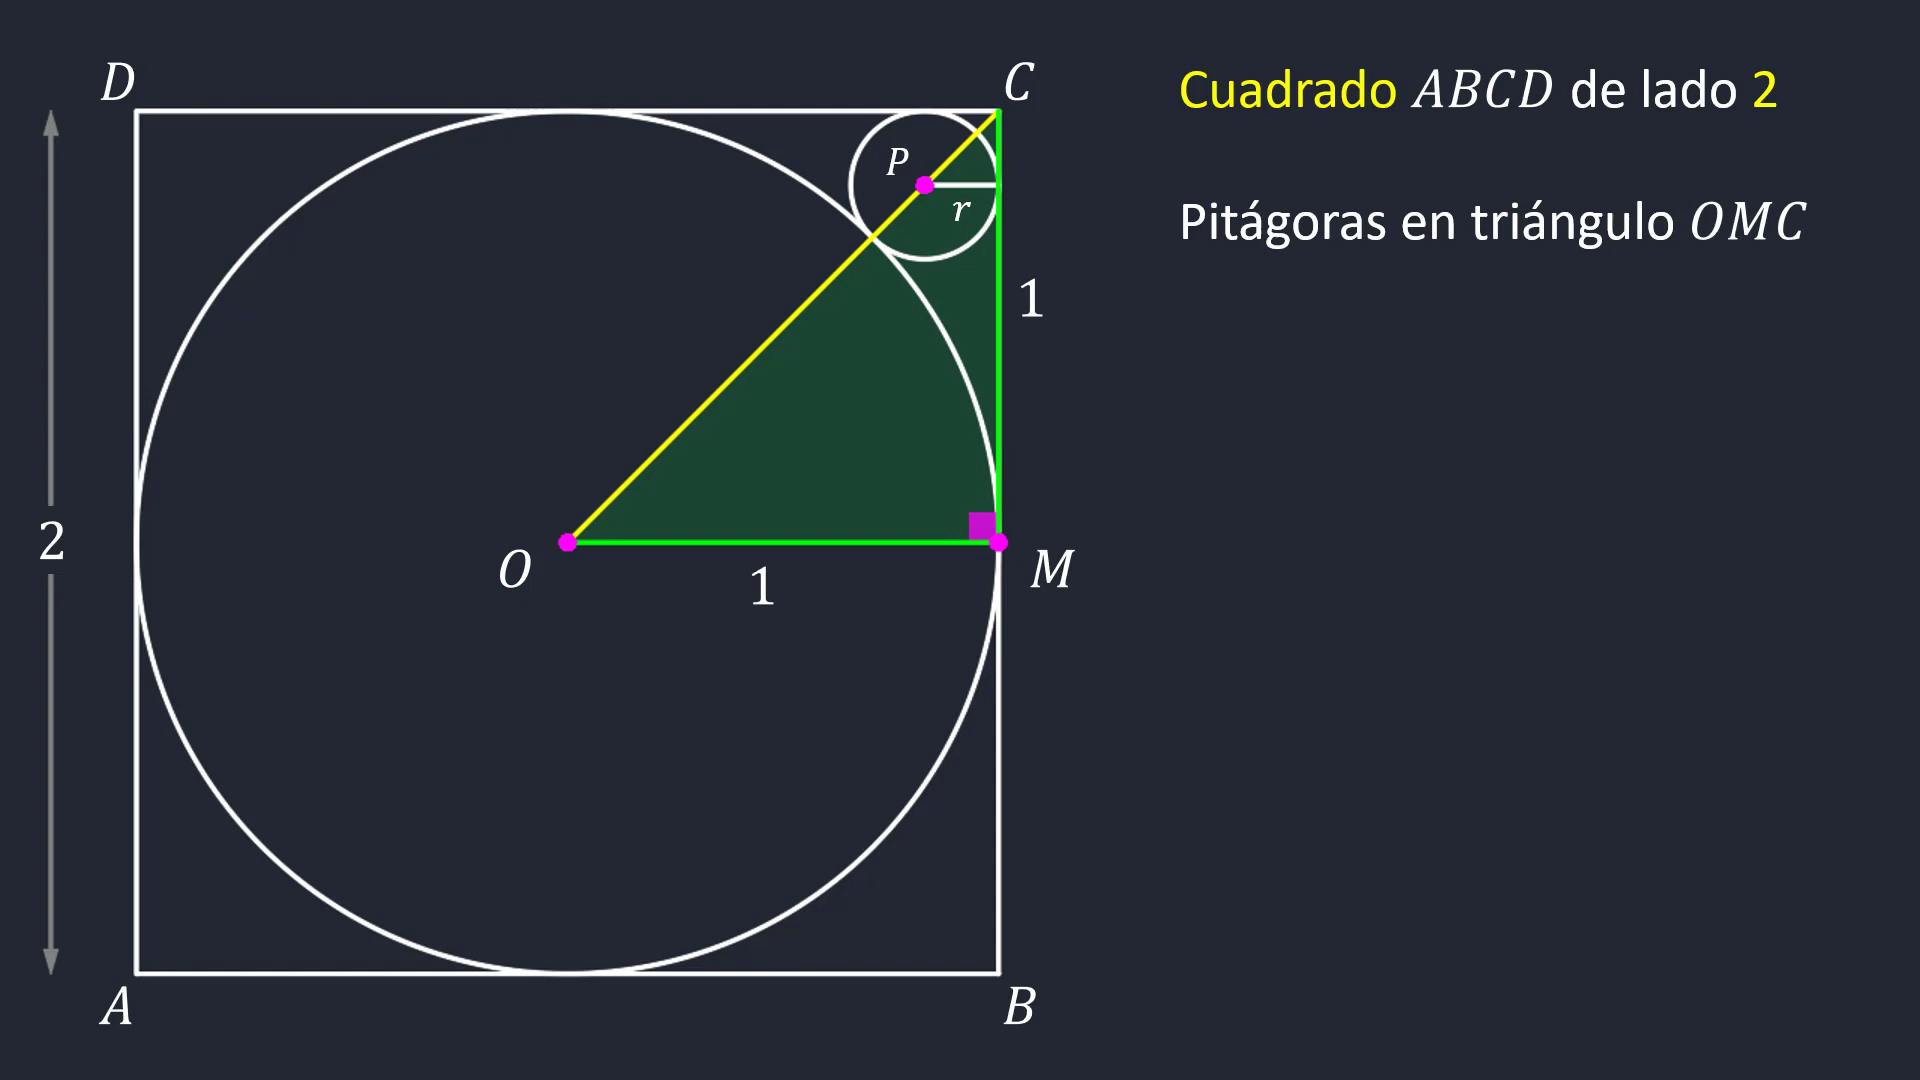 D
C
Cuadrado ABCD de lado 2
P
r
Pitágoras en triángulo OMC
1
2
O
M
1
A
B